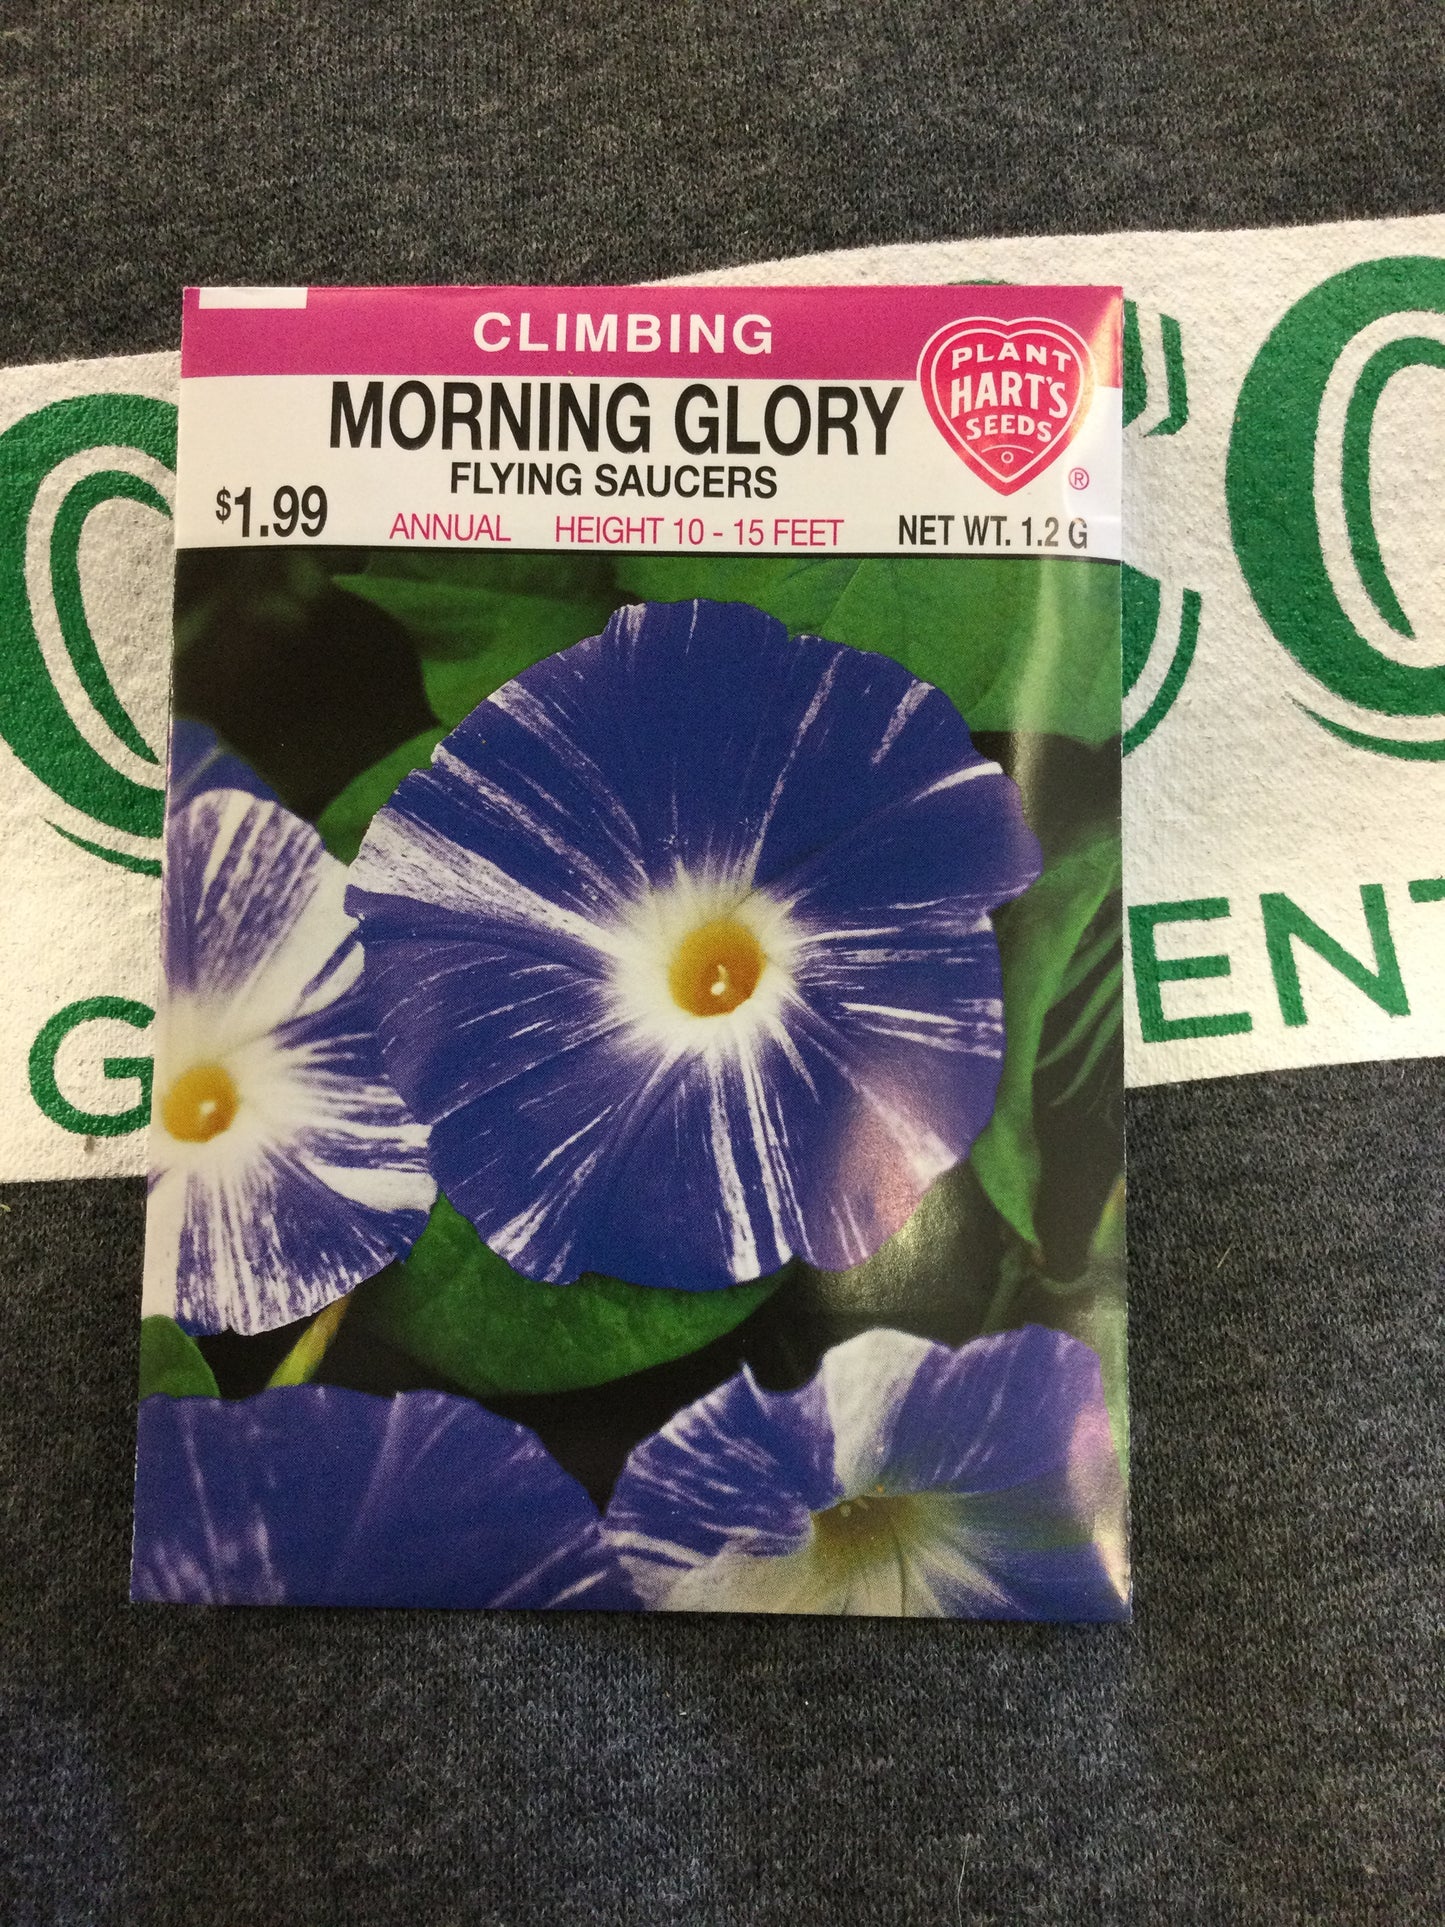 CLIMBING
MORNING GLORY
FLYING SAUCERS
$1.99 ANNUAL HEIGHT 10 - 15 FEET NET WT. 1.2 G
PLANT
HART'S
SEEDS
®
G
ENT